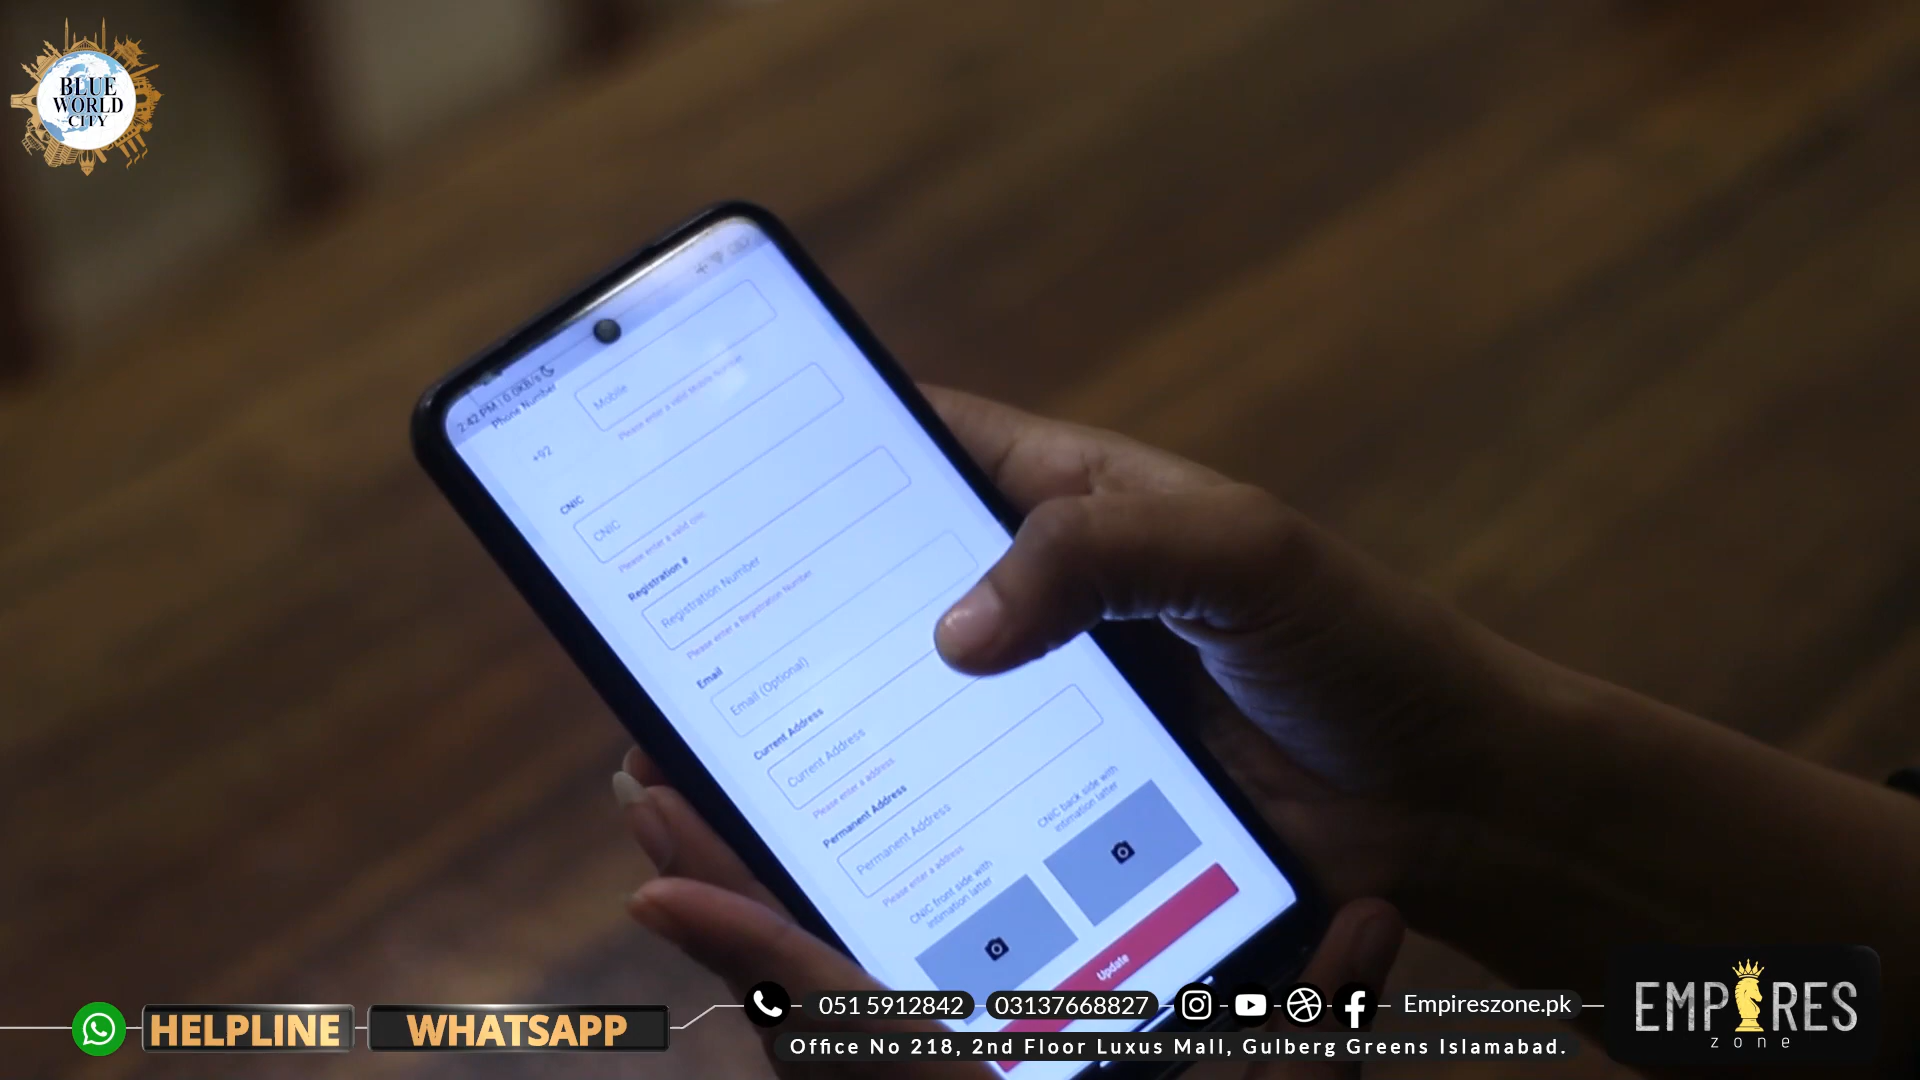 BLUE
WORLD
CITY
2:42 PM | 0.0KB/s
Phone Number
+92
Mobile
Please enter a valid Mobile Number
CNIC
CNIC
Please enter a valid cnic
Registration #
Registration Number
Please enter a Registration Number
Email
Email (Optional)
Current Address
Current Address
Please enter a address
Permanent Address
Permanent Address
Please enter a address
CNIC front side with
intimation latter
CNIC back side with
intimation latter
Update
HELPLINE
WHATSAPP
051 5912842
03137668827
Empireszone.pk
Office No 218, 2nd Floor Luxus Mall, Gulberg Greens Islamabad.
EMPIRES
zone